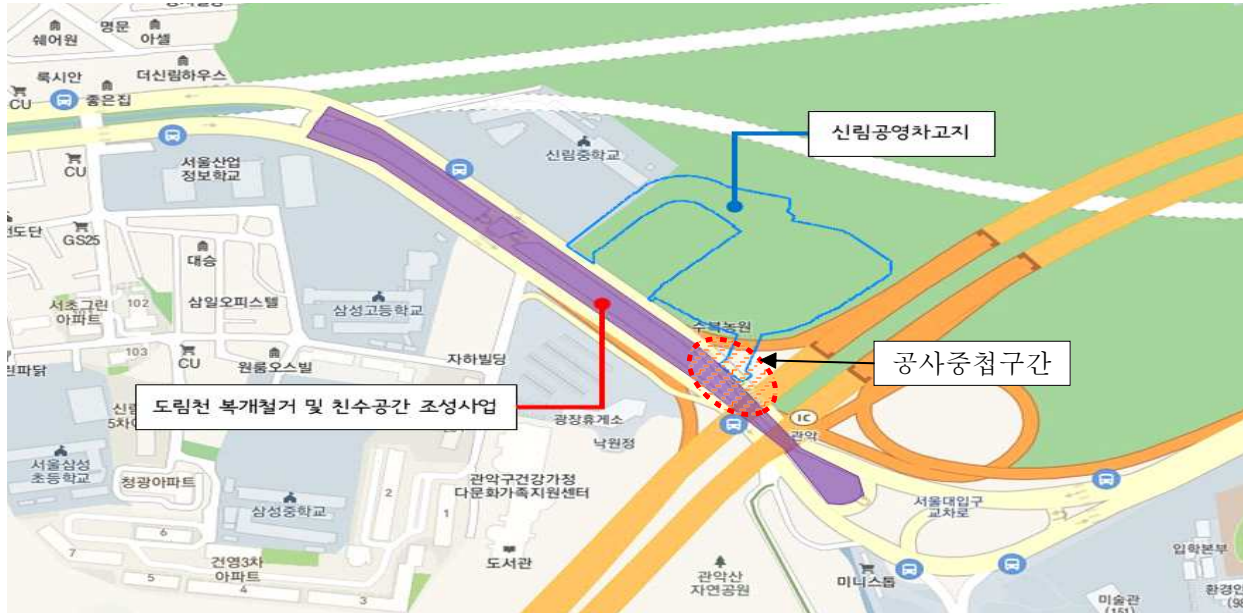 명문
쉐어원
아셀
록시안
더신림하우스
CU
좋은집
신림공영차고지
신림중학교
서울산업
정보학교
CU
GS25
대승
서초그린
아파트
102
삼일오피스텔
삼성고등학교
수목농원
103
CU
원룸오스빌
자하빌딩
공사중첩구간
도림천 복개철거 및 친수공간 조성사업
광장휴게소
IC
관악
낙원정
서울삼성
초등학교
청광아파트
관악구건강가정
다문화가족지원센터
서울대입구
교차로
삼성중학교
2
1
6
7
건영3차
아파트
5
4
3
도서관
관악산
자연공원
미니스톱
입학본부
미술관
(151)